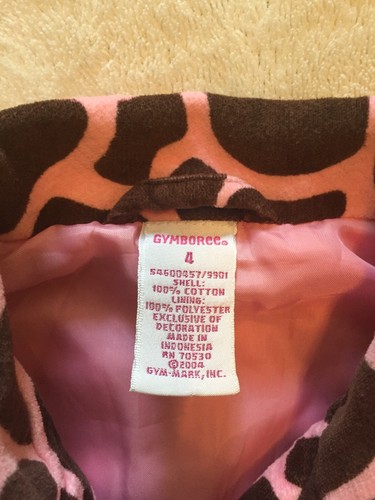 GYMBOREE®
4
54600457/9901
SHELL:
100% COTTON
LINING:
100% POLYESTER
EXCLUSIVE OF
DECORATION
MADE IN
INDONESIA
RN 70530
©2004
GYM-MARK, INC.